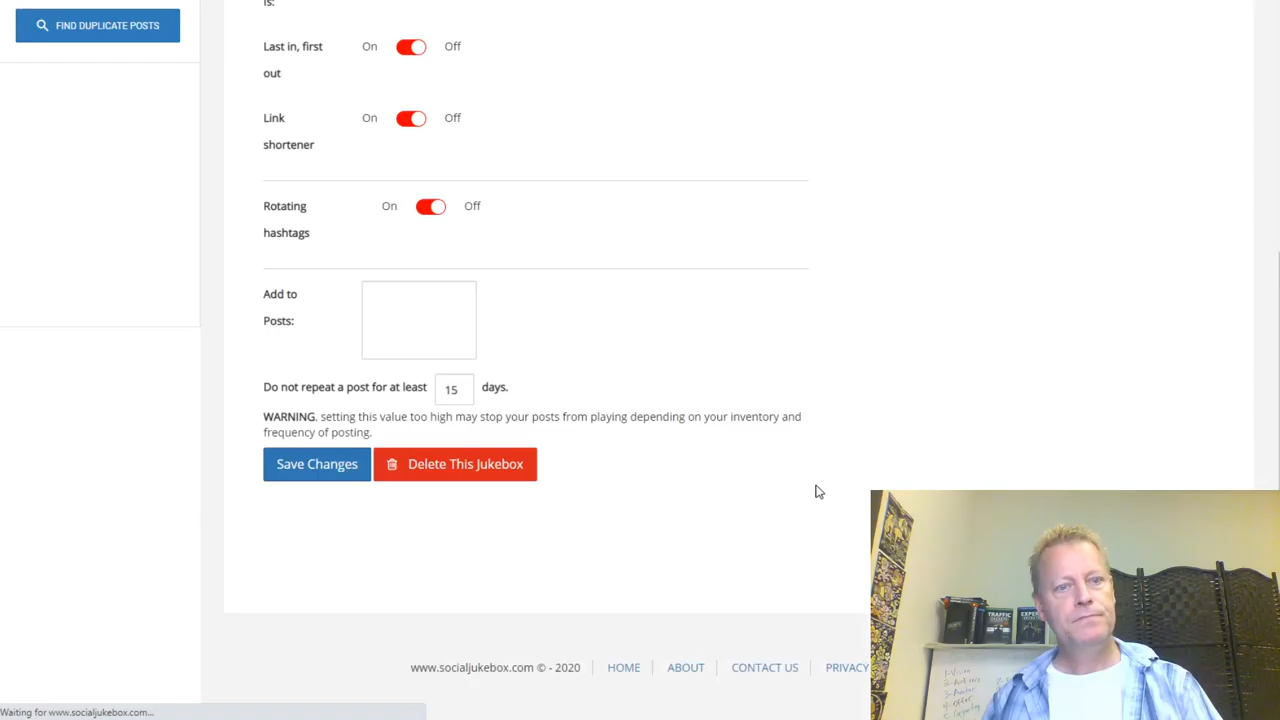 FIND DUPLICATE POSTS
is:
Last in, first
out
On
Off
Link
shortener
On
Off
Rotating
hashtags
On
Off
Add to
Posts:
Do not repeat a post for at least 15 days.
WARNING. setting this value too high may stop your posts from playing depending on your inventory and
frequency of posting.
Save Changes
Delete This Jukebox
www.socialjukebox.com © - 2020
HOME
ABOUT
CONTACT US
PRIVACY
TRAFFIC
Waiting for www.socialjukebox.com...